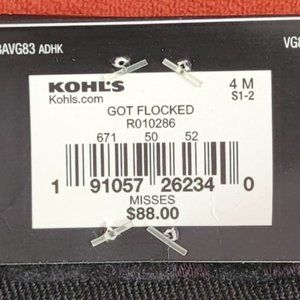 3AVG83 ADHK
VG8
KOHL'S
4 M
Kohls.com
S1-2
GOT FLOCKED
R010286
671 50 52
1 91057 26234 0
MISSES
$88.00